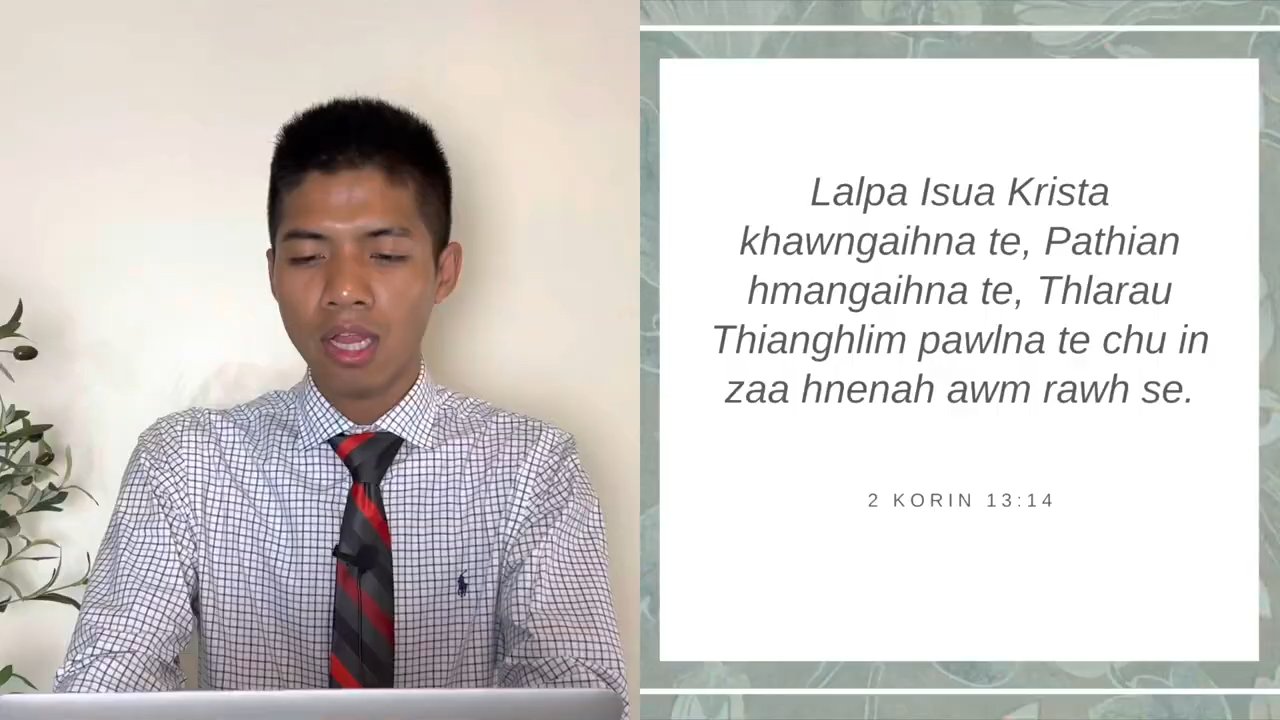 Lalpa Isua Krista
khawngaihna te, Pathian
hmangaihna te, Thlarau
Thianghlim pawlna te chu in
zaa hnenah awm rawh se.
2 KORIN 13:14